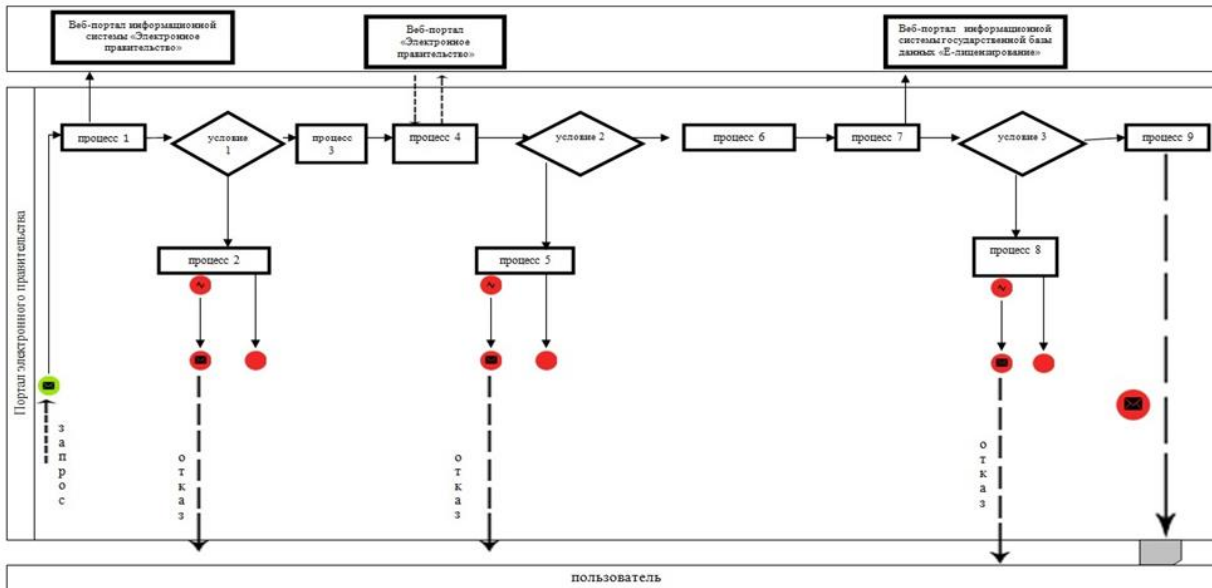 Веб-портал информационной
системы «Электронное
правительство»
Веб-портал
«Электронное
правительство»
Веб-портал информационной
системы государственной базы
данных «Е-лицензирование»
Портал электронного правительства
процесс 1
условие
1
процесс
3
процесс 4
условие 2
процесс 6
процесс 7
условие 3
процесс 9
процесс 2
процесс 5
процесс 8
запрос
отказ
отказ
отказ
пользователь